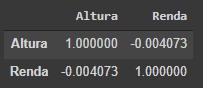 Altura Renda
Altura 1.000000 -0.004073
Renda -0.004073 1.000000